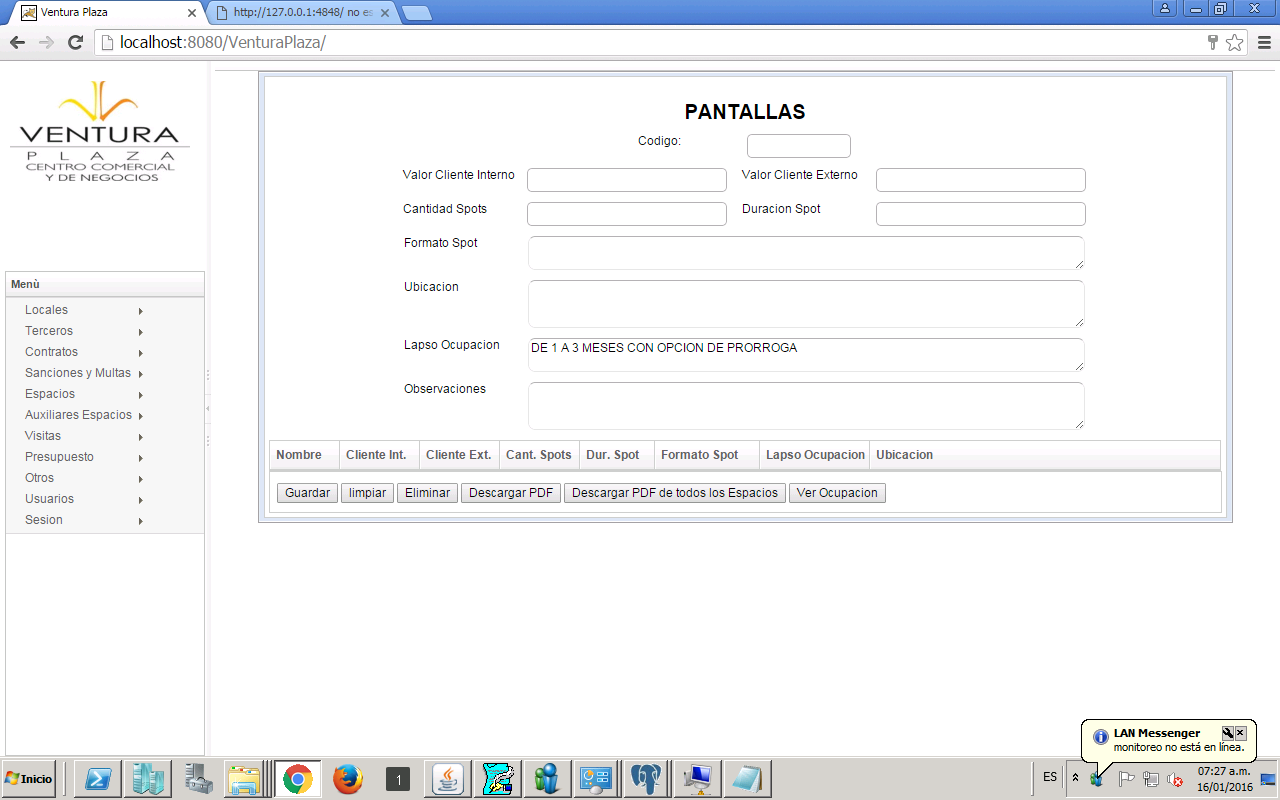 Ventura Plaza
http://127.0.0.1:4848/ no es
localhost:8080/VenturaPlaza/
VENTURA
PLAZA
CENTRO COMERCIAL
Y DE NEGOCIOS
Menù
Locales
Terceros
Contratos
Sanciones y Multas
Espacios
Auxiliares Espacios
Visitas
Presupuesto
Otros
Usuarios
Sesion
PANTALLAS
Codigo:
Valor Cliente Interno Valor Cliente Externo
Cantidad Spots Duracion Spot
Formato Spot
Ubicacion
Lapso Ocupacion DE 1 A 3 MESES CON OPCION DE PRORROGA
Observaciones
Nombre Cliente Int. Cliente Ext. Cant. Spots Dur. Spot Formato Spot Lapso Ocupacion Ubicacion
Guardar limpiar Eliminar Descargar PDF Descargar PDF de todos los Espacios Ver Ocupacion
LAN Messenger
monitoreo no está en línea.
Inicio 1 ES 07:27 a.m.
16/01/2016